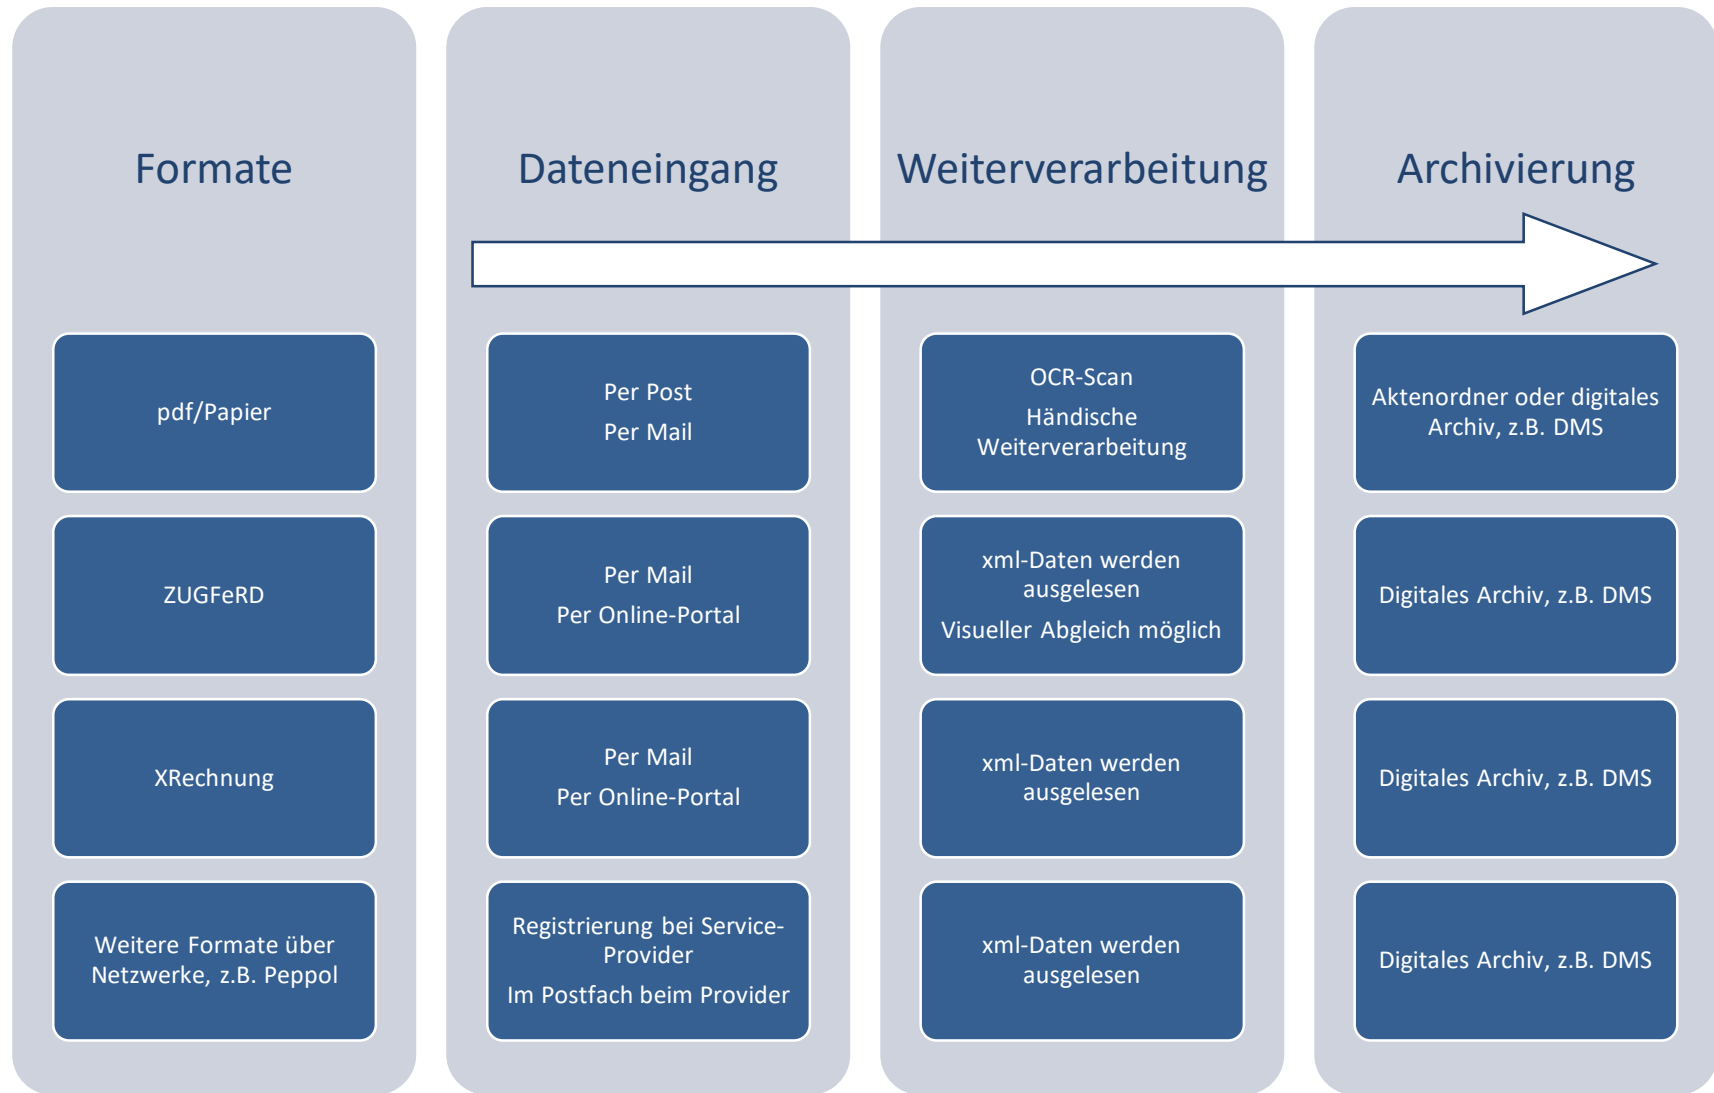 Formate
Dateneingang
Weiterverarbeitung
Archivierung
pdf/Papier
Per Post
Per Mail
OCR-Scan
Händische
Weiterverarbeitung
Aktenordner oder digitales
Archiv, z.B. DMS
ZUGFeRD
Per Mail
Per Online-Portal
xml-Daten werden
ausgelesen
Visueller Abgleich möglich
Digitales Archiv, z.B. DMS
XRechnung
Per Mail
Per Online-Portal
xml-Daten werden
ausgelesen
Digitales Archiv, z.B. DMS
Weitere Formate über
Netzwerke, z.B. Peppol
Registrierung bei Service-
Provider
Im Postfach beim Provider
xml-Daten werden
ausgelesen
Digitales Archiv, z.B. DMS